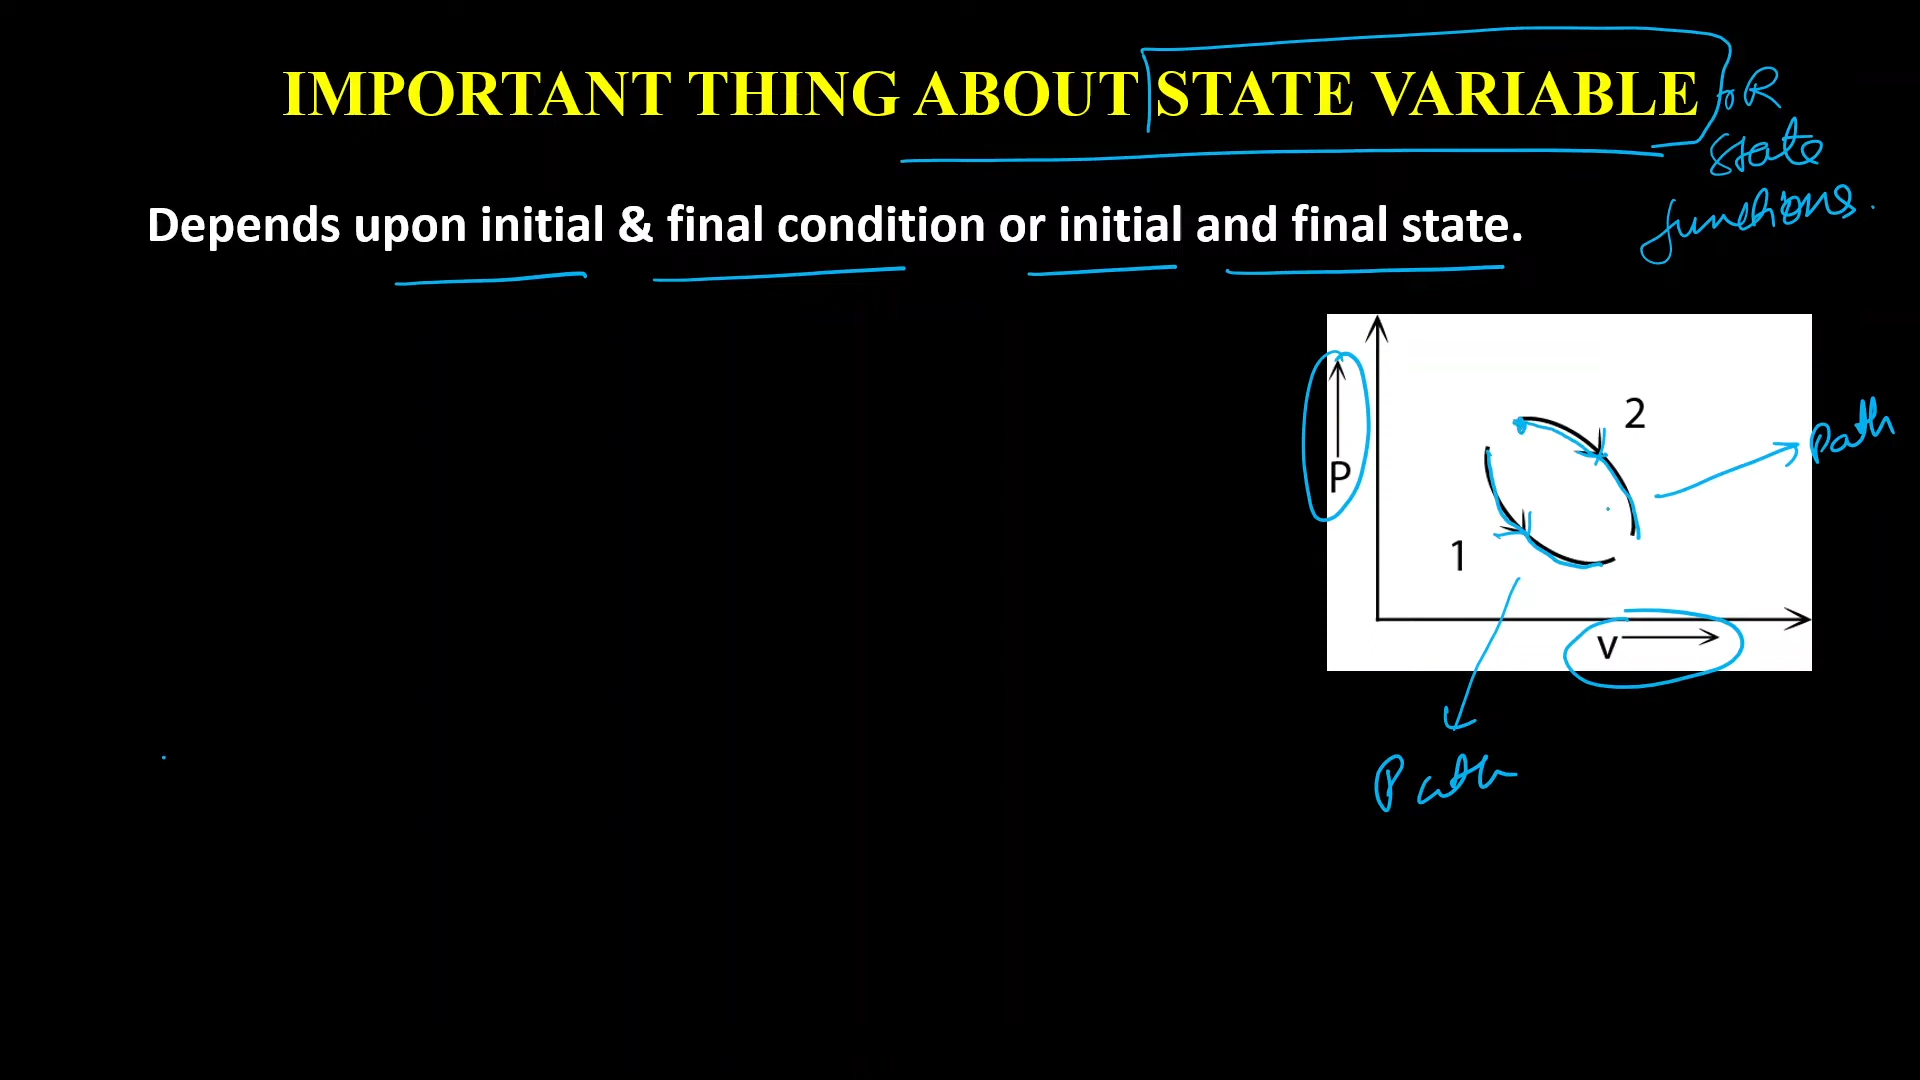 IMPORTANT THING ABOUT STATE VARIABLE
OR
State
functions.
Depends upon initial & final condition or initial and final state.
P
2
Path
1
V
Path